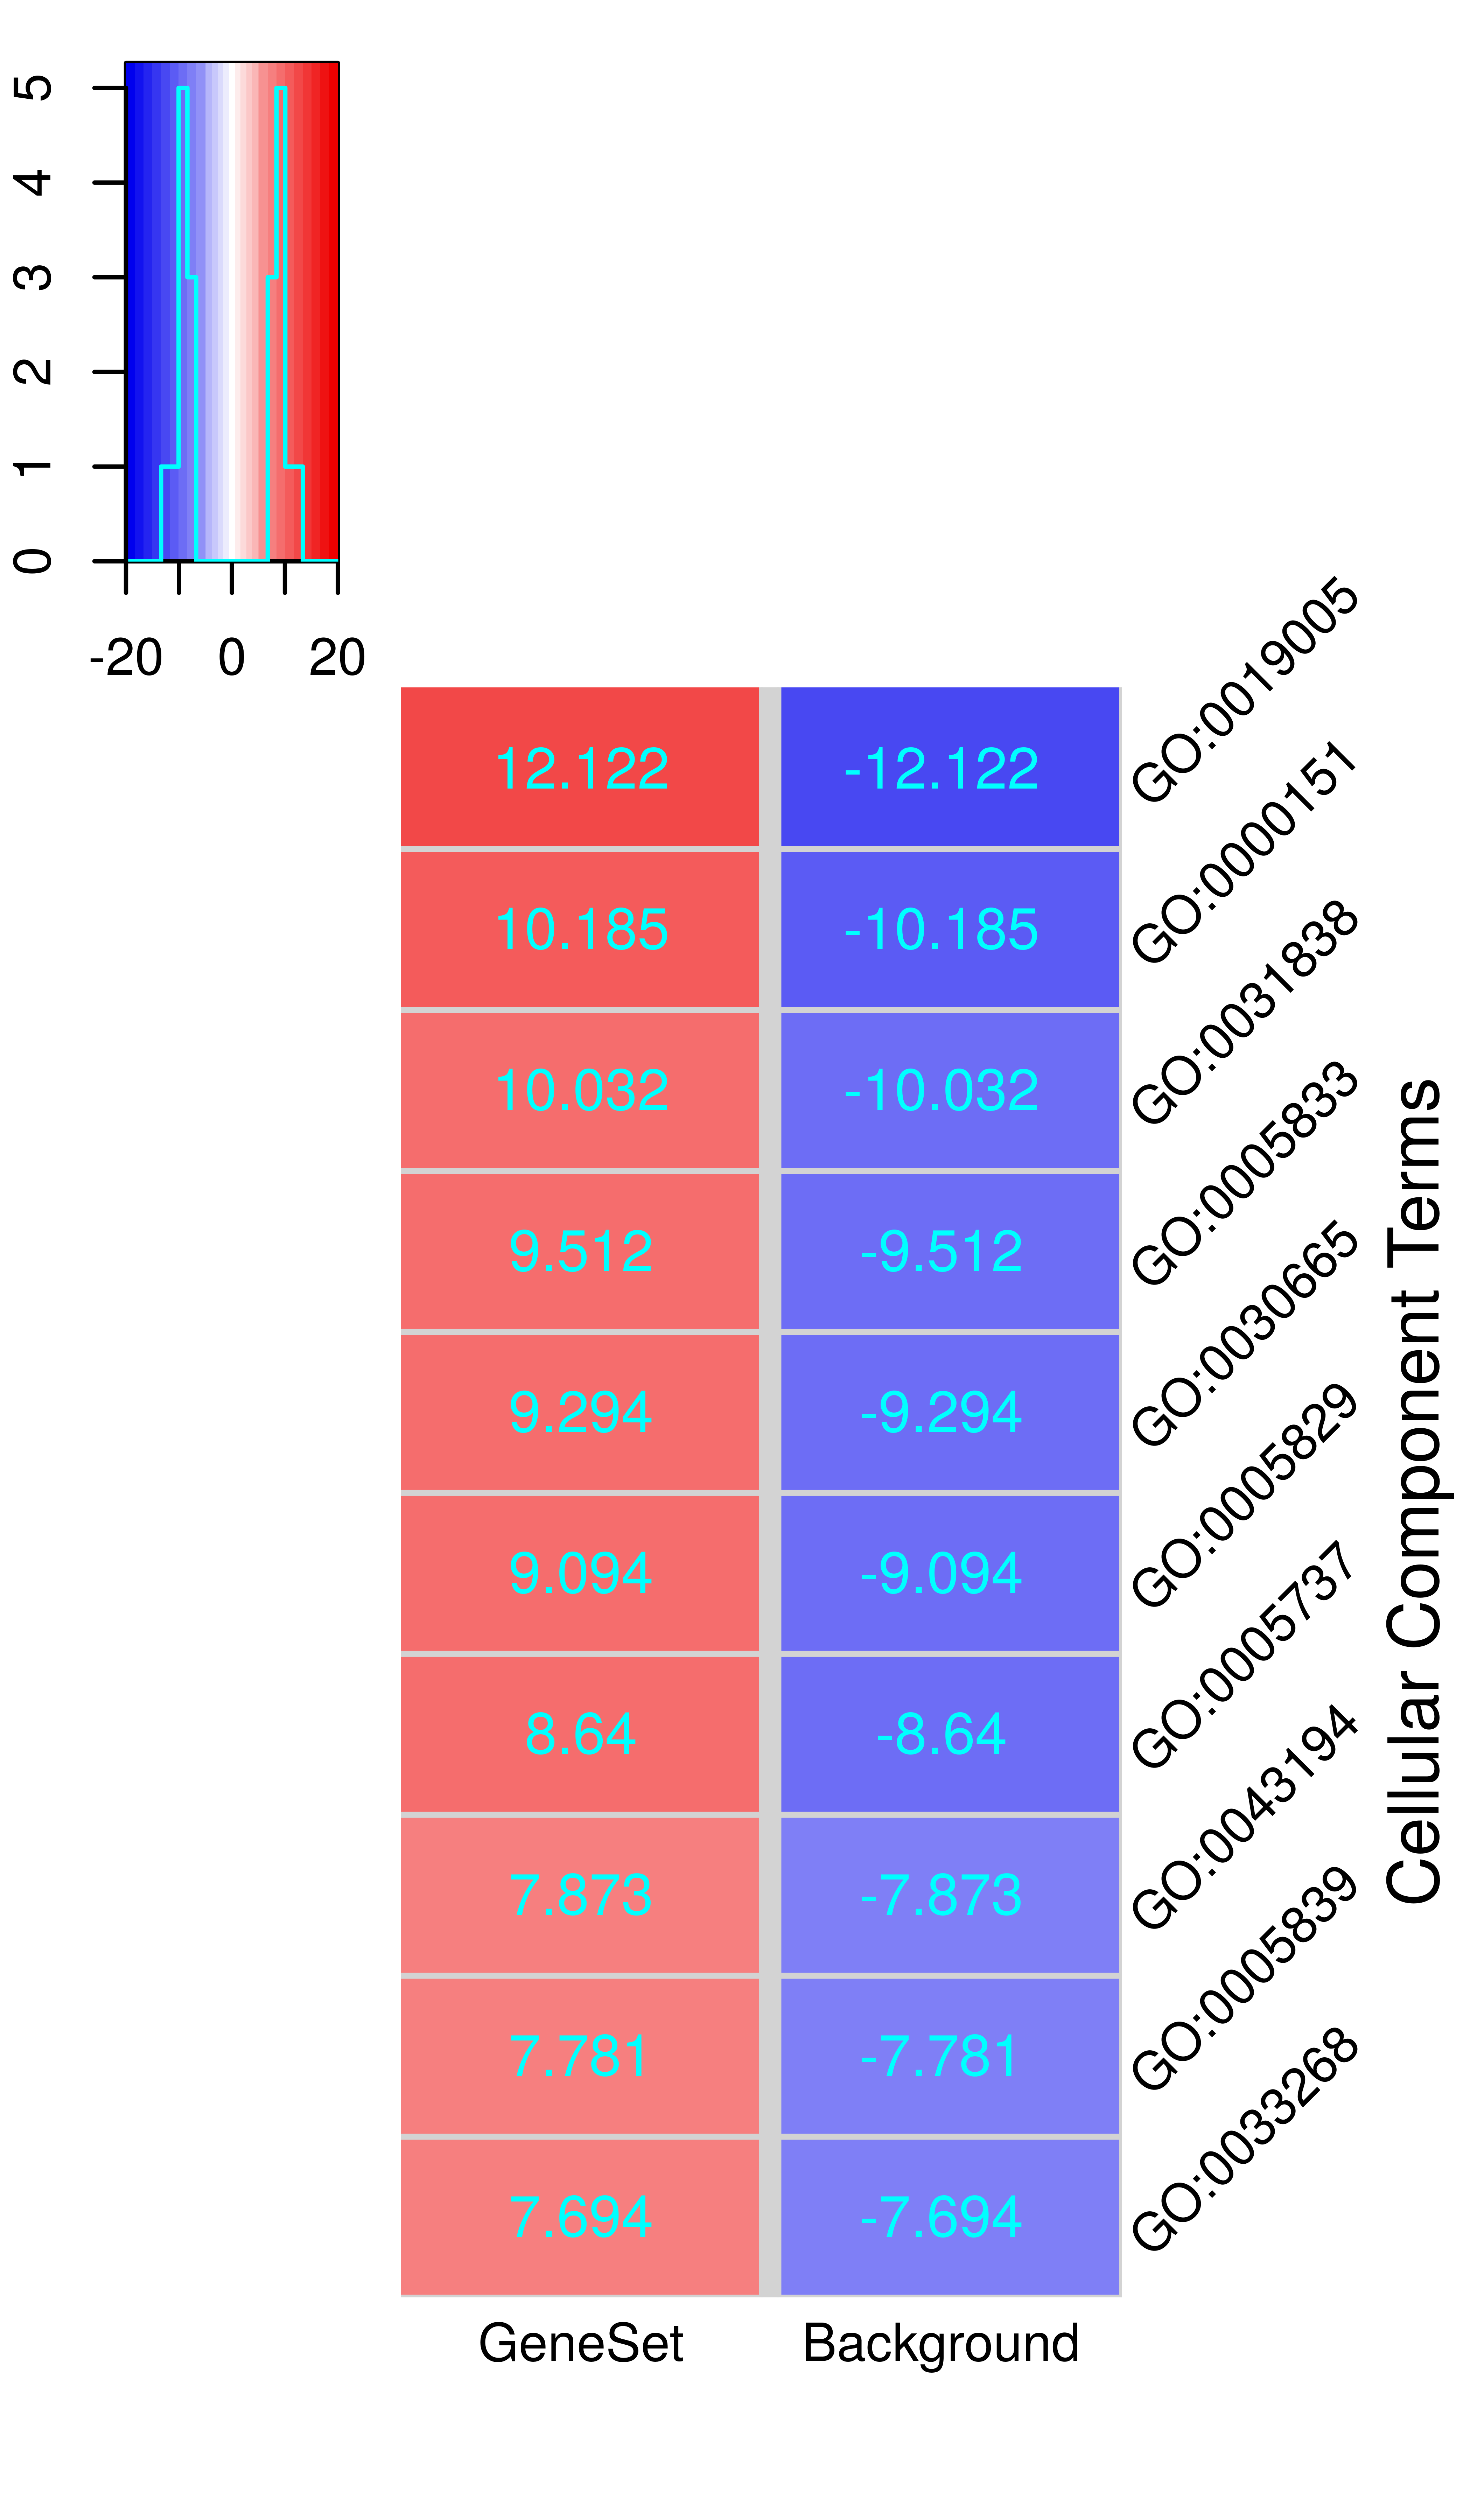 5
4
3
2
1
0
-20 0 20
12.122 -12.122 GO:0019005
10.185 -10.185 GO:0000151
10.032 -10.032 GO:0031838
9.512 -9.512 GO:0005833
9.294 -9.294 GO:0030665
9.094 -9.094 GO:0005829
8.64 -8.64 GO:0005737
7.873 -7.873 GO:0043194
7.781 -7.781 GO:0005839
7.694 -7.694 GO:0033268
Cellular Component Terms
GeneSet Background